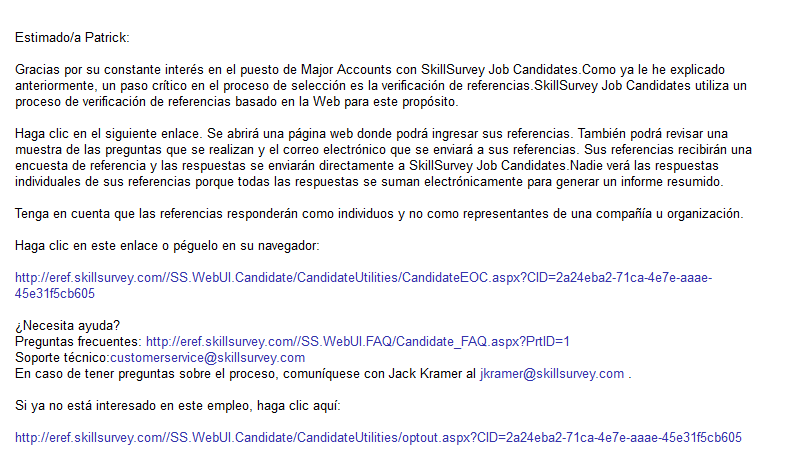 Estimado/a Patrick:
Gracias por su constante interés en el puesto de Major Accounts con SkillSurvey Job Candidates.Como ya le he explicado
anteriormente, un paso crítico en el proceso de selección es la verificación de referencias.SkillSurvey Job Candidates utiliza un
proceso de verificación de referencias basado en la Web para este propósito.
Haga clic en el siguiente enlace. Se abrirá una página web donde podrá ingresar sus referencias. También podrá revisar una
muestra de las preguntas que se realizan y el correo electrónico que se enviará a sus referencias. Sus referencias recibirán una
encuesta de referencia y las respuestas se enviarán directamente a SkillSurvey Job Candidates.Nadie verá las respuestas
individuales de sus referencias porque todas las respuestas se suman electrónicamente para generar un informe resumido.
Tenga en cuenta que las referencias responderán como individuos y no como representantes de una compañía u organización.
Haga clic en este enlace o péguelo en su navegador:
http://eref.skillsurvey.com//SS.WebUI.Candidate/CandidateUtilities/CandidateEOC.aspx?CID=2a24eba2-71ca-4e7e-aaae-
45e31f5cb605
¿Necesita ayuda?
Preguntas frecuentes: http://eref.skillsurvey.com//SS.WebUI.FAQ/Candidate_FAQ.aspx?PrtID=1
Soporte técnico:customerservice@skillsurvey.com
En caso de tener preguntas sobre el proceso, comuníquese con Jack Kramer al jkramer@skillsurvey.com .
Si ya no está interesado en este empleo, haga clic aquí:
http://eref.skillsurvey.com//SS.WebUI.Candidate/CandidateUtilities/optout.aspx?CID=2a24eba2-71ca-4e7e-aaae-45e31f5cb605